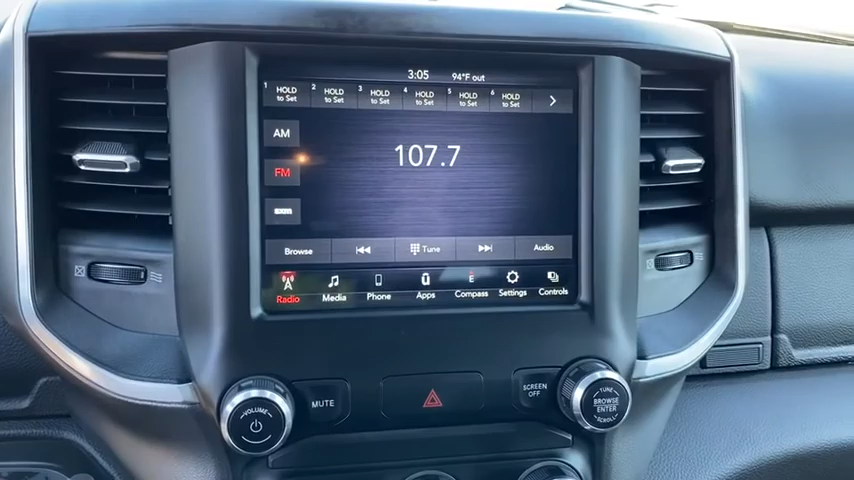 3:05 94°F out
1 HOLD to Set 2 HOLD to Set 3 HOLD to Set 4 HOLD to Set 5 HOLD to Set 6 HOLD to Set
AM
107.7
FM
sxm
Browse Tune Audio
E
Radio Media Phone Apps Compass Settings Controls
VOLUME
MUTE
SCREEN OFF
TUNE
BROWSE
ENTER
SCROLL